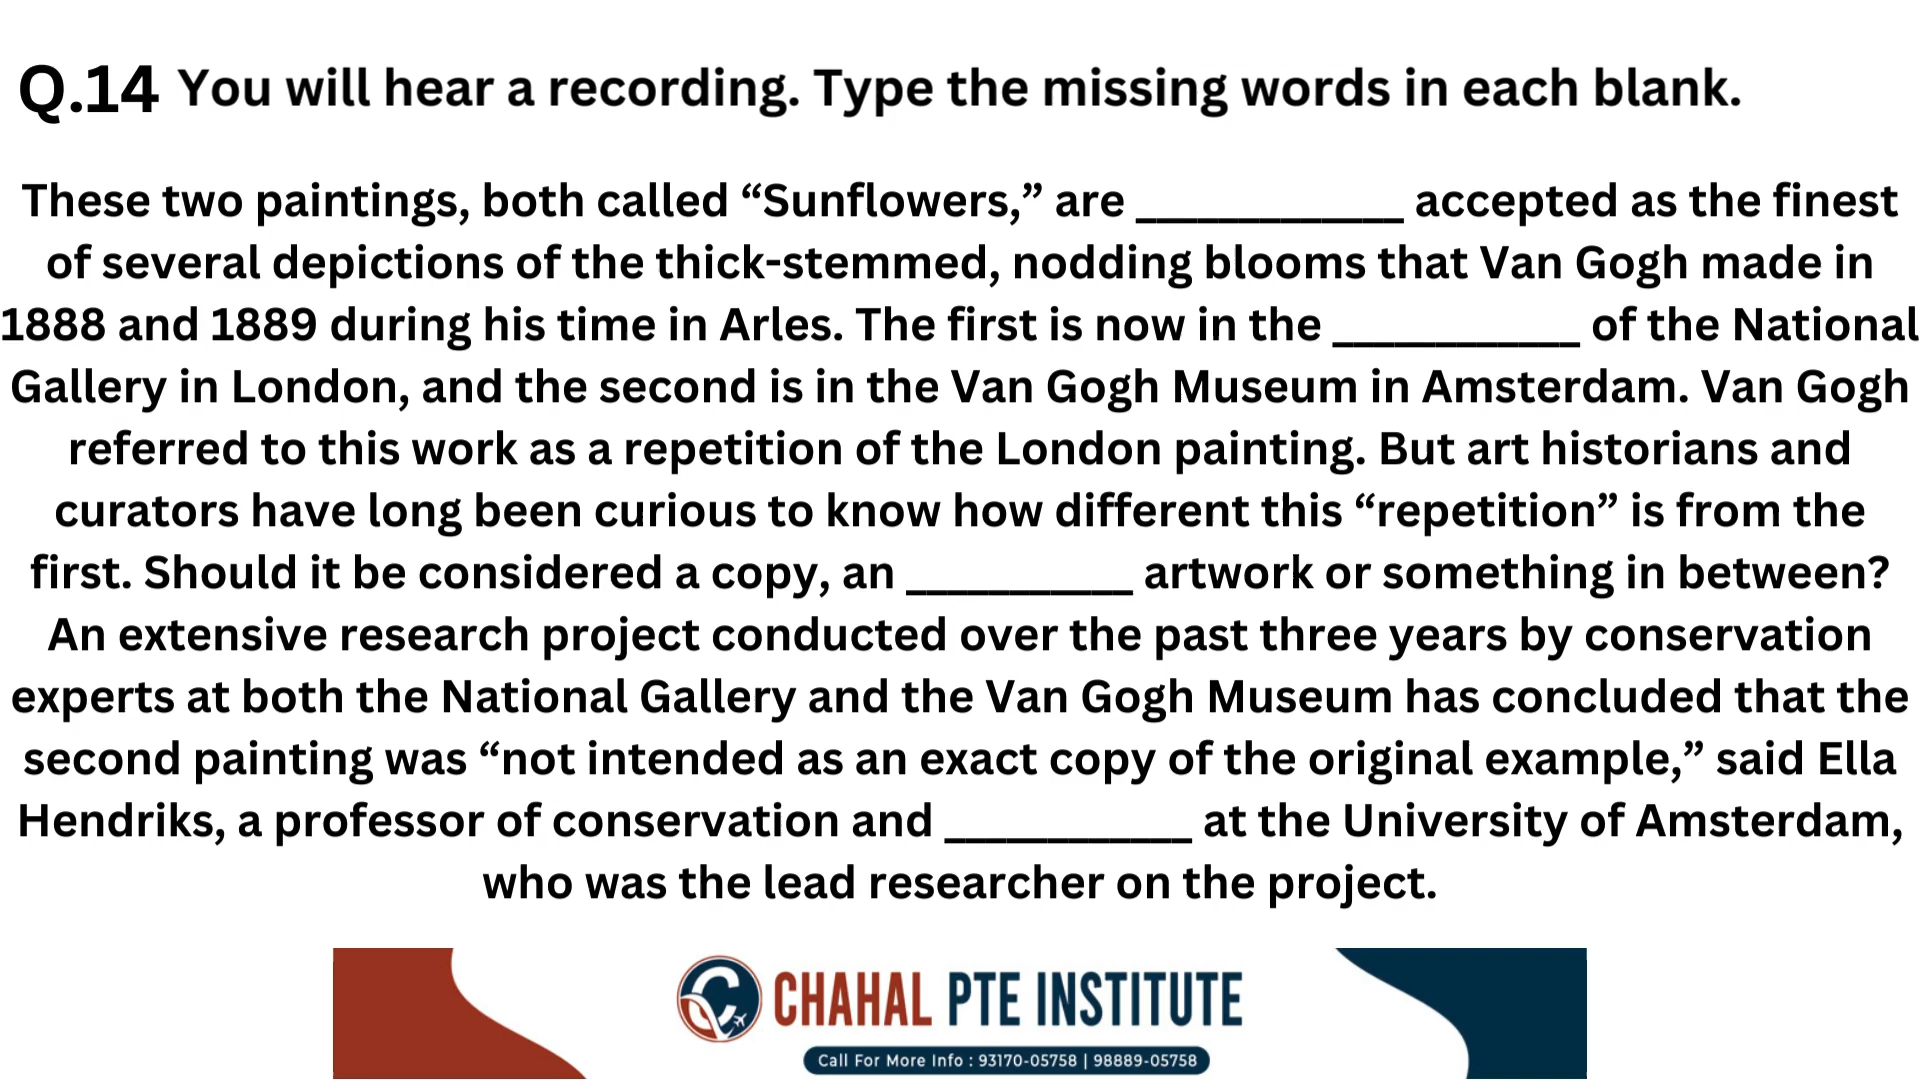 Q.14 You will hear a recording. Type the missing words in each blank.
These two paintings, both called “Sunflowers,” are _____________ accepted as the finest
of several depictions of the thick-stemmed, nodding blooms that Van Gogh made in
1888 and 1889 during his time in Arles. The first is now in the ____________ of the National
Gallery in London, and the second is in the Van Gogh Museum in Amsterdam. Van Gogh
referred to this work as a repetition of the London painting. But art historians and
curators have long been curious to know how different this “repetition” is from the
first. Should it be considered a copy, an ___________ artwork or something in between?
An extensive research project conducted over the past three years by conservation
experts at both the National Gallery and the Van Gogh Museum has concluded that the
second painting was “not intended as an exact copy of the original example,” said Ella
Hendriks, a professor of conservation and ____________ at the University of Amsterdam,
who was the lead researcher on the project.
CHAHAL PTE INSTITUTE
Call For More Info : 93170-05758 | 98889-05758